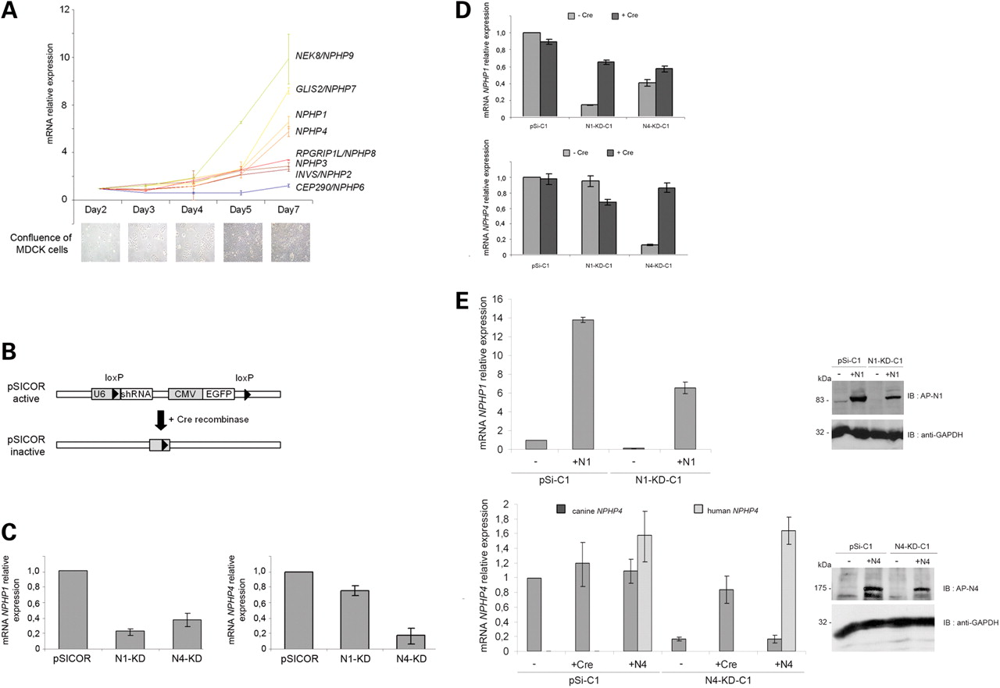 A
mRNA relative expression
12
10
8
4
2
0
NEK8/NPHP9
GLIS2/NPHP7
NPHP1
NPHP4
RPGRIP1L/NPHP8
NPHP3
INVS/NPHP2
CEP290/NPHP6
Day2 Day3 Day4 Day5 Day7
Confluence of
MDCK cells
B
loxP loxP
pSICOR
active
U6 shRNA CMV EGFP
+ Cre recombinase
pSICOR
inactive
C
mRNA NPHP1 relative
expression
1,0
0,8
0,6
0,4
0,2
0
pSICOR N1-KD N4-KD
mRNA NPHP4 relative
expression
1,0
0,8
0,6
0,4
0,2
0
pSICOR N1-KD N4-KD
D
- Cre + Cre
mRNA NPHP1 relative expression
1,0
0,8
0,6
0,4
0,2
0
pSi-C1 N1-KD-C1 N4-KD-C1
- Cre + Cre
mRNA NPHP4 relative expression
1,0
0,8
0,6
0,4
0,2
0
pSi-C1 N1-KD-C1 N4-KD-C1
E
mRNA NPHP1 relative expression
16
14
12
10
8
6
4
2
0
- +N1 - +N1
pSi-C1 N1-KD-C1
pSi-C1 N1-KD-C1
- +N1 - +N1
kDa
83 -
IB : AP-N1
32 -
IB : anti-GAPDH
mRNA NPHP4 relative expression
canine NPHP4 human NPHP4
2
1,8
1,6
1,4
1,2
1
0,8
0,6
0,4
0,2
0
- +Cre +N4 - +Cre +N4
pSi-C1 N4-KD-C1
pSi-C1 N4-KD-C1
- +N4 - +N4
kDa
175 -
IB : AP-N4
32 -
IB : anti-GAPDH